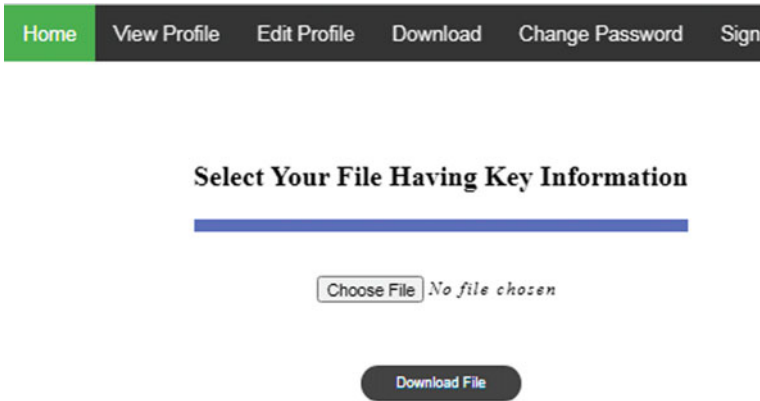 Home View Profile Edit Profile Download Change Password Sign
Select Your File Having Key Information
Choose File No file chosen
Download File